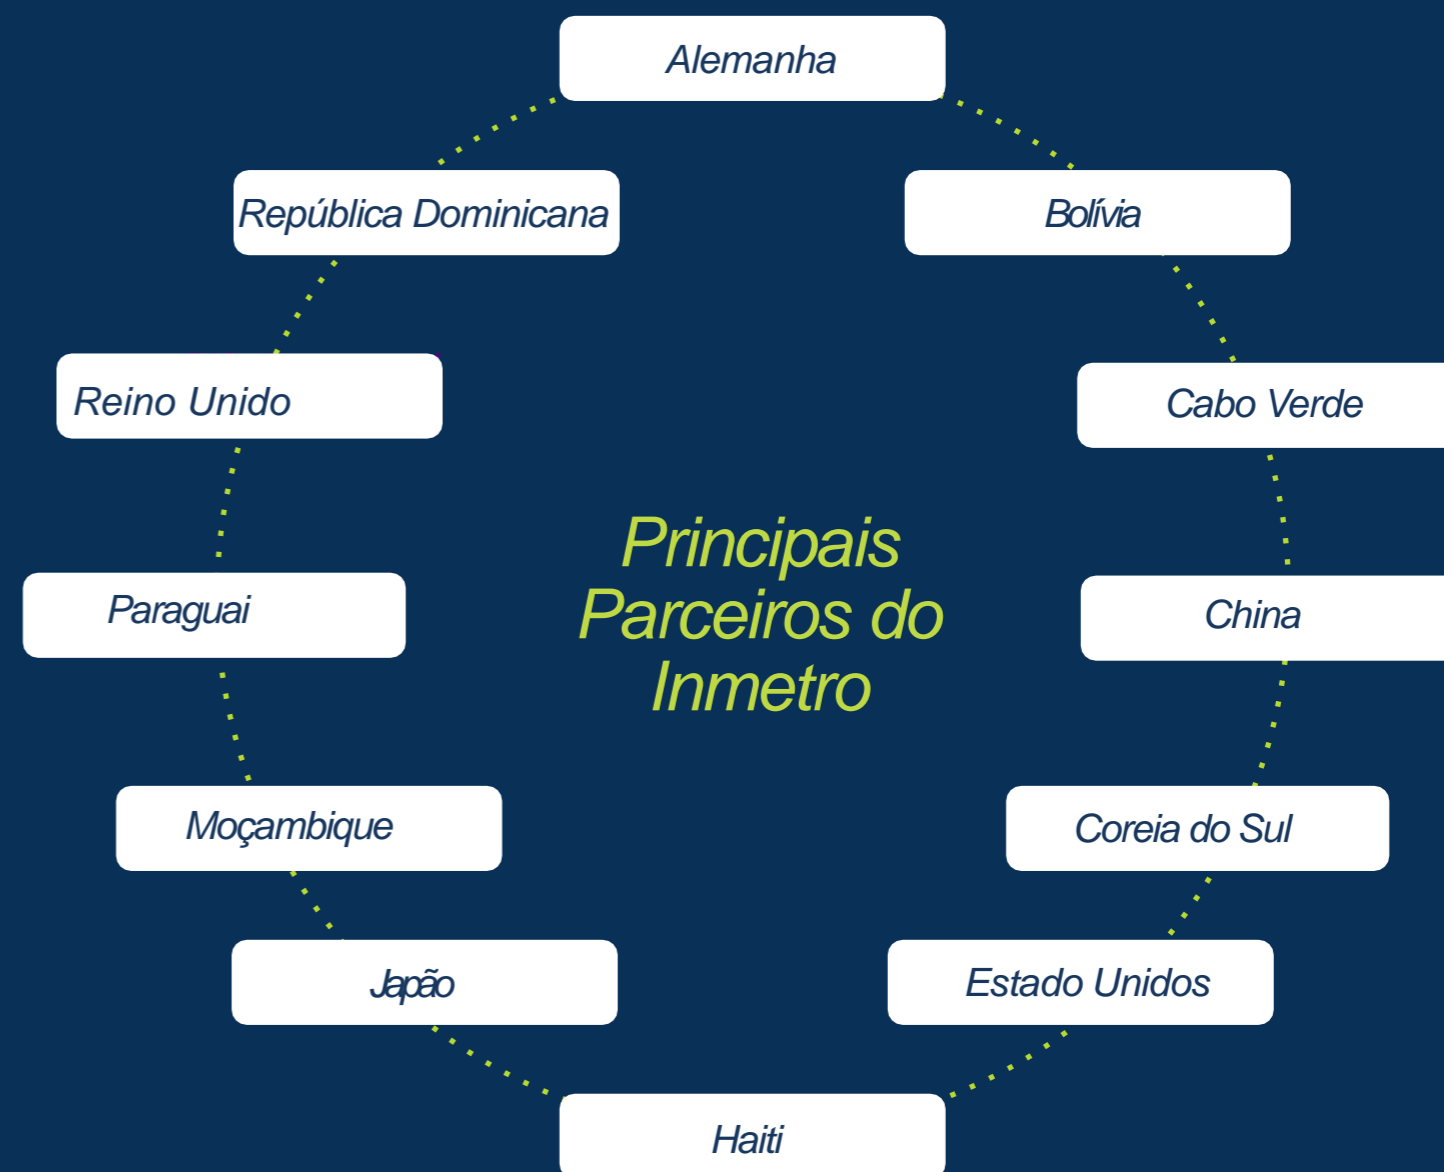 Alemanha
República Dominicana
Bolívia
Reino Unido
Cabo Verde
Principais
Parceiros do
Inmetro
Paraguai
China
Moçambique
Coreia do Sul
Japão
Estado Unidos
Haiti